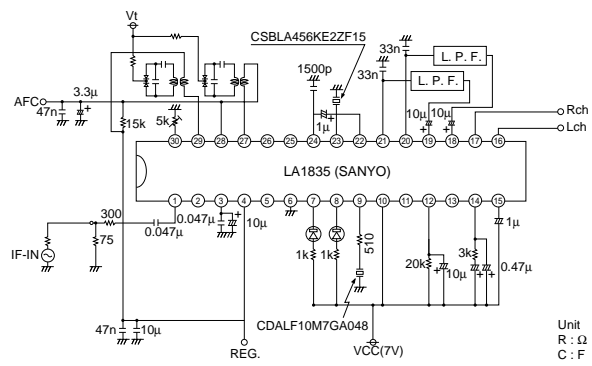 Vt
CSBLA456KE2ZF15
1500p
33n
33n
L. P. F.
L. P. F.
AFC
3.3μ
+
47n
15k
5k
1μ
+
10μ
+
10μ
+
Rch
Lch
30 29 28 27 26 25 24 23 22 21 20 19 18 17 16
LA1835 (SANYO)
1 2 3 4 5 6 7 8 9 10 11 12 13 14 15
300
0.047μ
0.047μ
+
10μ
75
IF-IN
1k
1k
510
20k
+
10μ
3k
+
+
0.47μ
1μ
47n
10μ
REG.
CDALF10M7GA048
VCC(7V)
Unit
R : Ω
C : F